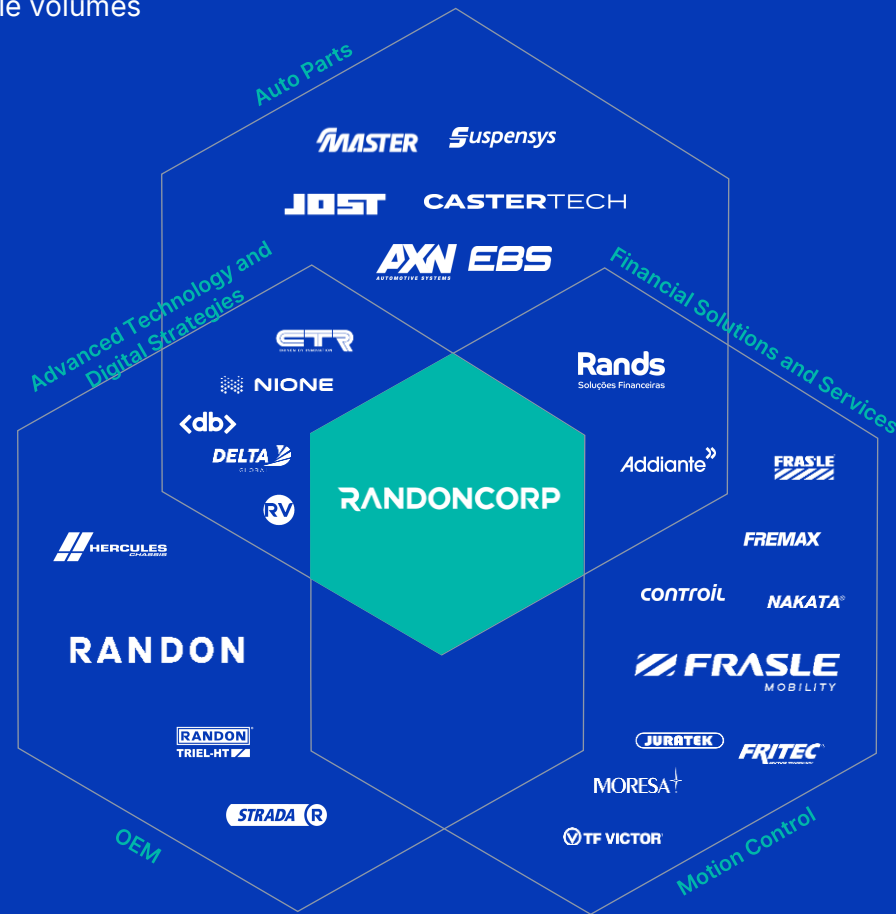 le volumes
Auto Parts
MASTER
Suspensys
JOST
CASTERTECH
AXN
AUTOMOTIVE SYSTEMS
EBS
Advanced Technology and
Digital Strategies
Financial Solutions and Services
CTR
NIONE
<db>
DELTA
GLOBAL
RV
Rands
Soluções Financeiras
Addiante
RANDONCORP
FRAS-LE
FREMAX
CONTROIL
NAKATA®
FRASLE
MOBILITY
JURATEK
FRITEC
MORESA
TF VICTOR
Motion Control
HERCULES
CHASSIS
RANDON
RANDON
TRIEL-HT
STRADA R
OEM